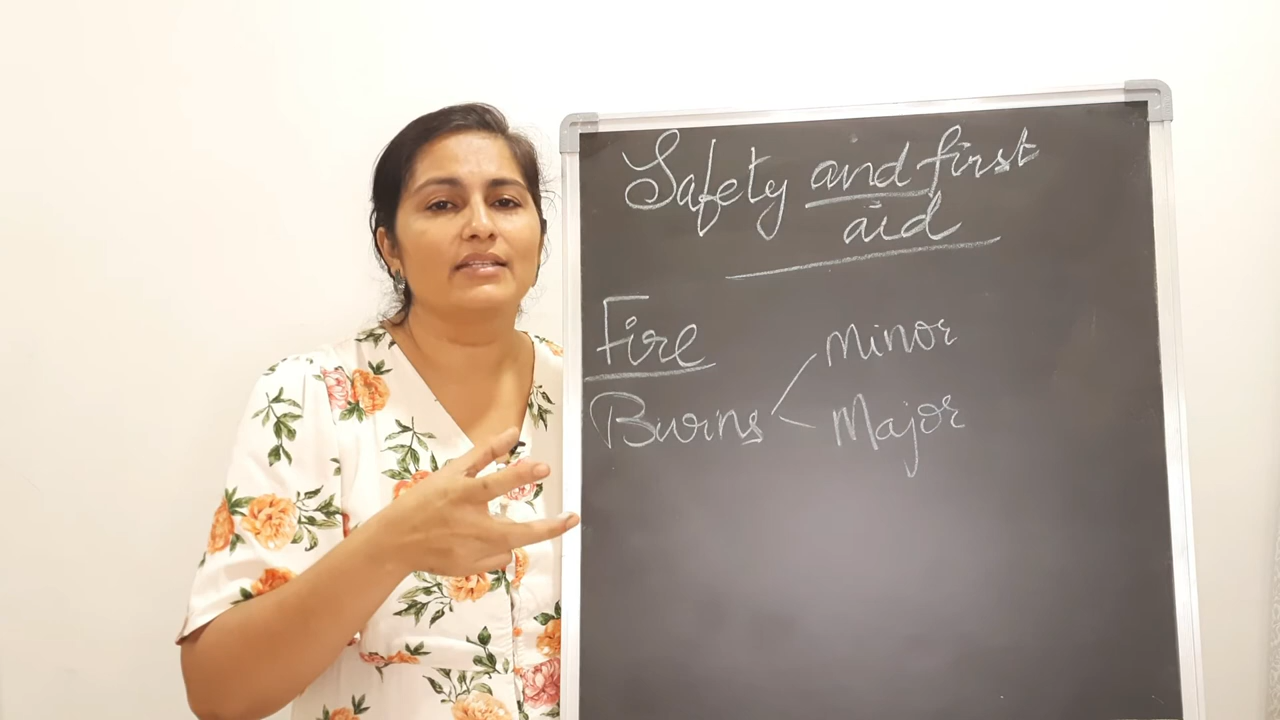 Safety and first
aid
Fire
Burns
Minor
Major